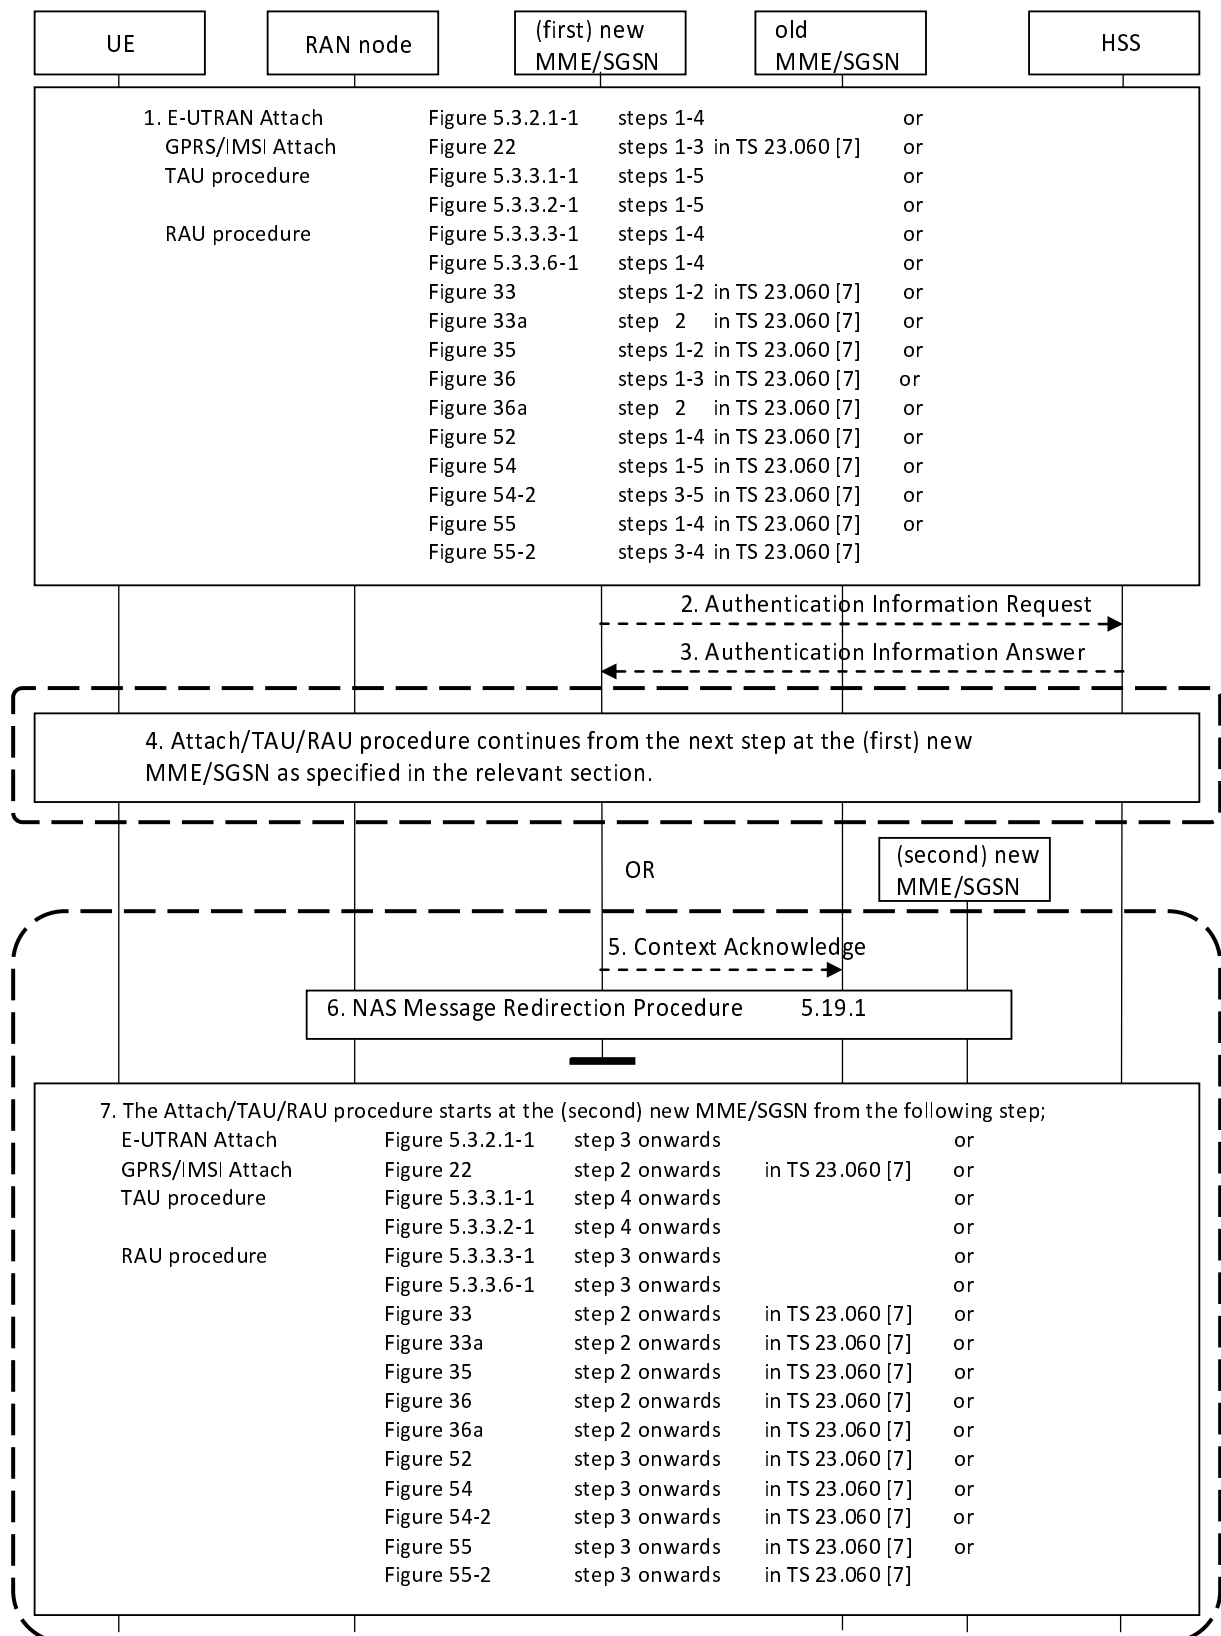 UE
RAN node
(first) new
MME/SGSN
old
MME/SGSN
HSS
1. E-UTRAN Attach Figure 5.3.2.1-1 steps 1-4 or
GPRS/IMSI Attach Figure 22 steps 1-3 in TS 23.060 [7] or
TAU procedure Figure 5.3.3.1-1 steps 1-5 or
Figure 5.3.3.2-1 steps 1-5 or
RAU procedure Figure 5.3.3.3-1 steps 1-4 or
Figure 5.3.3.6-1 steps 1-4 or
Figure 33 steps 1-2 in TS 23.060 [7] or
Figure 33a step 2 in TS 23.060 [7] or
Figure 35 steps 1-2 in TS 23.060 [7] or
Figure 36 steps 1-3 in TS 23.060 [7] or
Figure 36a step 2 in TS 23.060 [7] or
Figure 52 steps 1-4 in TS 23.060 [7] or
Figure 54 steps 1-5 in TS 23.060 [7] or
Figure 54-2 steps 3-5 in TS 23.060 [7] or
Figure 55 steps 1-4 in TS 23.060 [7] or
Figure 55-2 steps 3-4 in TS 23.060 [7]
2. Authentication Information Request
3. Authentication Information Answer
4. Attach/TAU/RAU procedure continues from the next step at the (first) new
MME/SGSN as specified in the relevant section.
OR
(second) new
MME/SGSN
5. Context Acknowledge
6. NAS Message Redirection Procedure 5.19.1
7. The Attach/TAU/RAU procedure starts at the (second) new MME/SGSN from the following step;
E-UTRAN Attach Figure 5.3.2.1-1 step 3 onwards or
GPRS/IMSI Attach Figure 22 step 2 onwards in TS 23.060 [7] or
TAU procedure Figure 5.3.3.1-1 step 4 onwards or
Figure 5.3.3.2-1 step 4 onwards or
RAU procedure Figure 5.3.3.3-1 step 3 onwards or
Figure 5.3.3.6-1 step 3 onwards or
Figure 33 step 2 onwards in TS 23.060 [7] or
Figure 33a step 2 onwards in TS 23.060 [7] or
Figure 35 step 2 onwards in TS 23.060 [7] or
Figure 36 step 2 onwards in TS 23.060 [7] or
Figure 36a step 2 onwards in TS 23.060 [7] or
Figure 52 step 3 onwards in TS 23.060 [7] or
Figure 54 step 3 onwards in TS 23.060 [7] or
Figure 54-2 step 3 onwards in TS 23.060 [7] or
Figure 55 step 3 onwards in TS 23.060 [7] or
Figure 55-2 step 3 onwards in TS 23.060 [7]